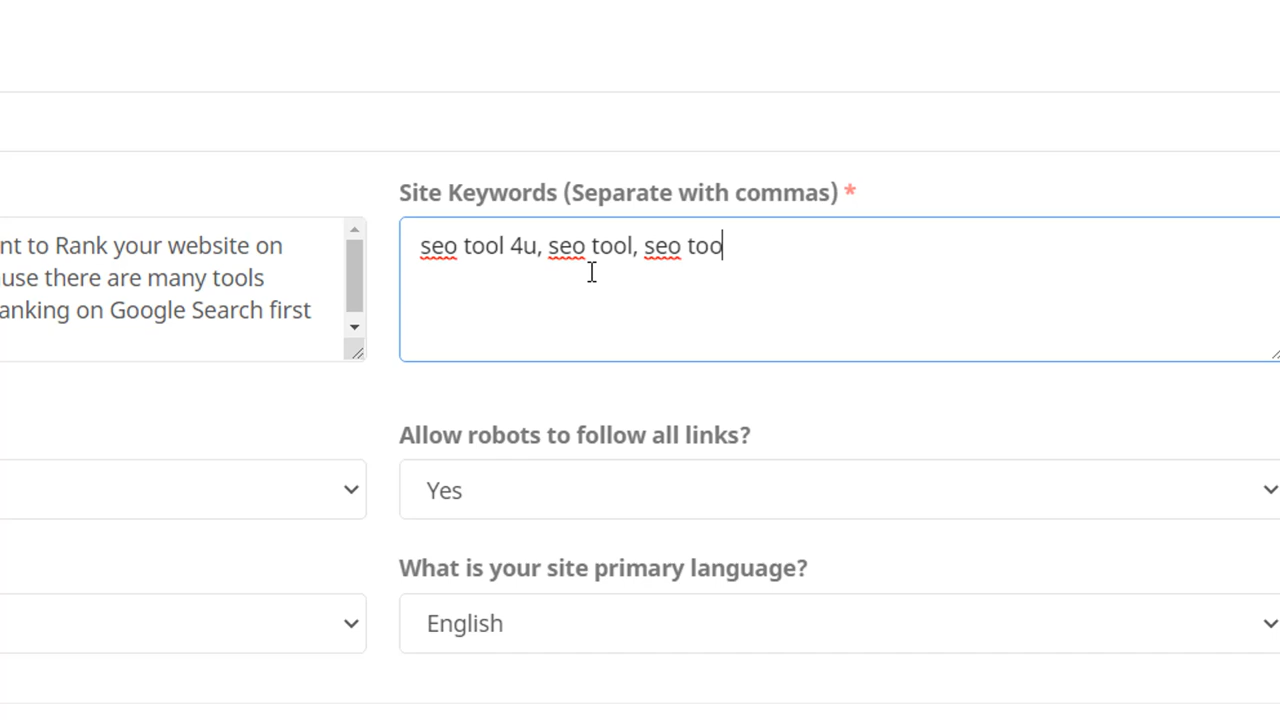 Site Keywords (Separate with commas) *
nt to Rank your website on
use there are many tools
anking on Google Search first
seo tool 4u, seo tool, seo too
Allow robots to follow all links?
Yes
What is your site primary language?
English